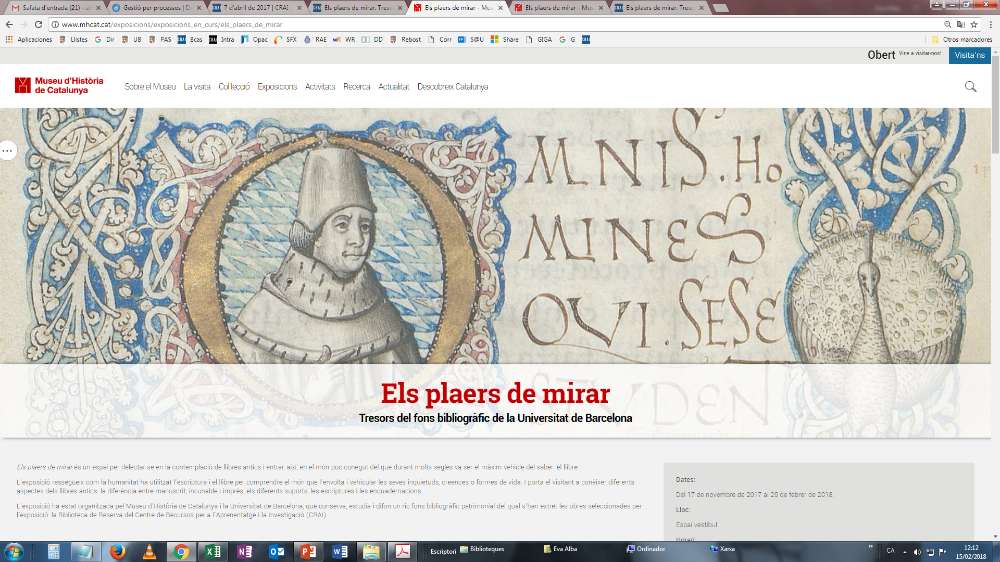 Safata d'entrada (21) - al
Gestió per processos | De
7 d'abril de 2017 | CRAI U
Els plaers de mirar. Treso
Els plaers de mirar - Mus
Els plaers de mirar - Mus
Els plaers de mirar. Treso
www.mhcat.cat/exposicions/exposicions_en_curs/els_plaers_de_mirar
Aplicaciones Llistes Dir UB PAS Bcas Intra Opac SFX RAE WR DD Rebost Corr S@U Share GIGA G Otros marcadores
Obert Vine a visitar-nos! Visita'ns
Museu d'Història
de Catalunya
Sobre el Museu La visita Col·lecció Exposicions Activitats Recerca Actualitat Descobreix Catalunya
OMNIS. HO
MINES
QVI. SESE
STVDEN
Els plaers de mirar
Tresors del fons bibliogràfic de la Universitat de Barcelona
Els plaers de mirar és un espai per delectar-se en la contemplació de llibres antics i entrar, així, en el món poc conegut del que durant molts segles va ser el màxim vehicle del saber: el llibre.
L'exposició ressegueix com la humanitat ha utilitzat l'escriptura i el llibre per comprendre el món que l'envolta i vehicular les seves inquietuds, creences o formes de vida. I porta el visitant a conèixer diferents
aspectes dels llibres antics: la diferència entre manuscrit, incunable i imprès, els diferents suports, les escriptures i les enquadernacions.
L'exposició ha estat organitzada pel Museu d'Història de Catalunya i la Universitat de Barcelona, que conserva, estudia i difon un ric fons bibliogràfic patrimonial del qual s'han extret les obres seleccionades per
l'exposició: la Biblioteca de Reserva del Centre de Recursos per a l'Aprenentatge i la Investigació (CRAI).
Dates:
Del 17 de novembre de 2017 al 25 de febrer de 2018.
Lloc:
Espai vestíbul
Horari:
Escriptori Biblioteques Eva Alba Ordinador Xarxa » CA
12:12
15/02/2018